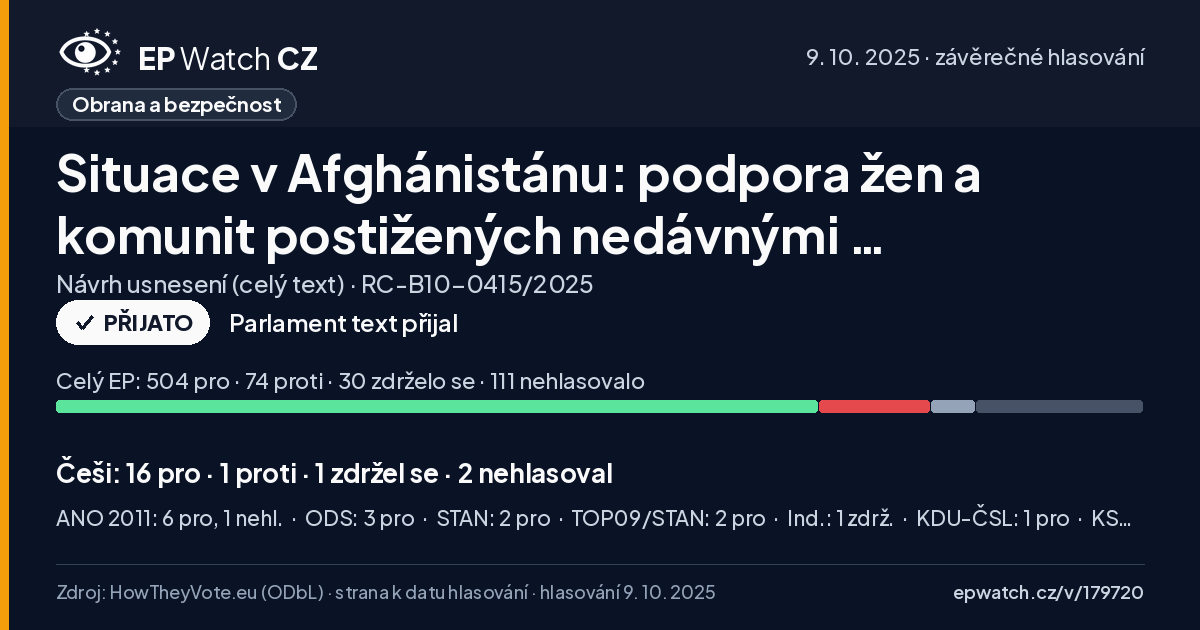 EP Watch CZ
9. 10. 2025 · závěrečné hlasování
Obrana a bezpečnost
Situace v Afghánistánu: podpora žen a
komunit postižených nedávnými …
Návrh usnesení (celý text) · RC-B10-0415/2025
✓ PŘIJATO Parlament text přijal
Celý EP: 504 pro · 74 proti · 30 zdrželo se · 111 nehlasovalo
Češi: 16 pro · 1 proti · 1 zdržel se · 2 nehlasoval
ANO 2011: 6 pro, 1 nehl. · ODS: 3 pro · STAN: 2 pro · TOP09/STAN: 2 pro · Ind.: 1 zdrž. · KDU-ČSL: 1 pro · KS…
Zdroj: HowTheyVote.eu (ODbL) · strana k datu hlasování · hlasování 9. 10. 2025
epwatch.cz/v/179720